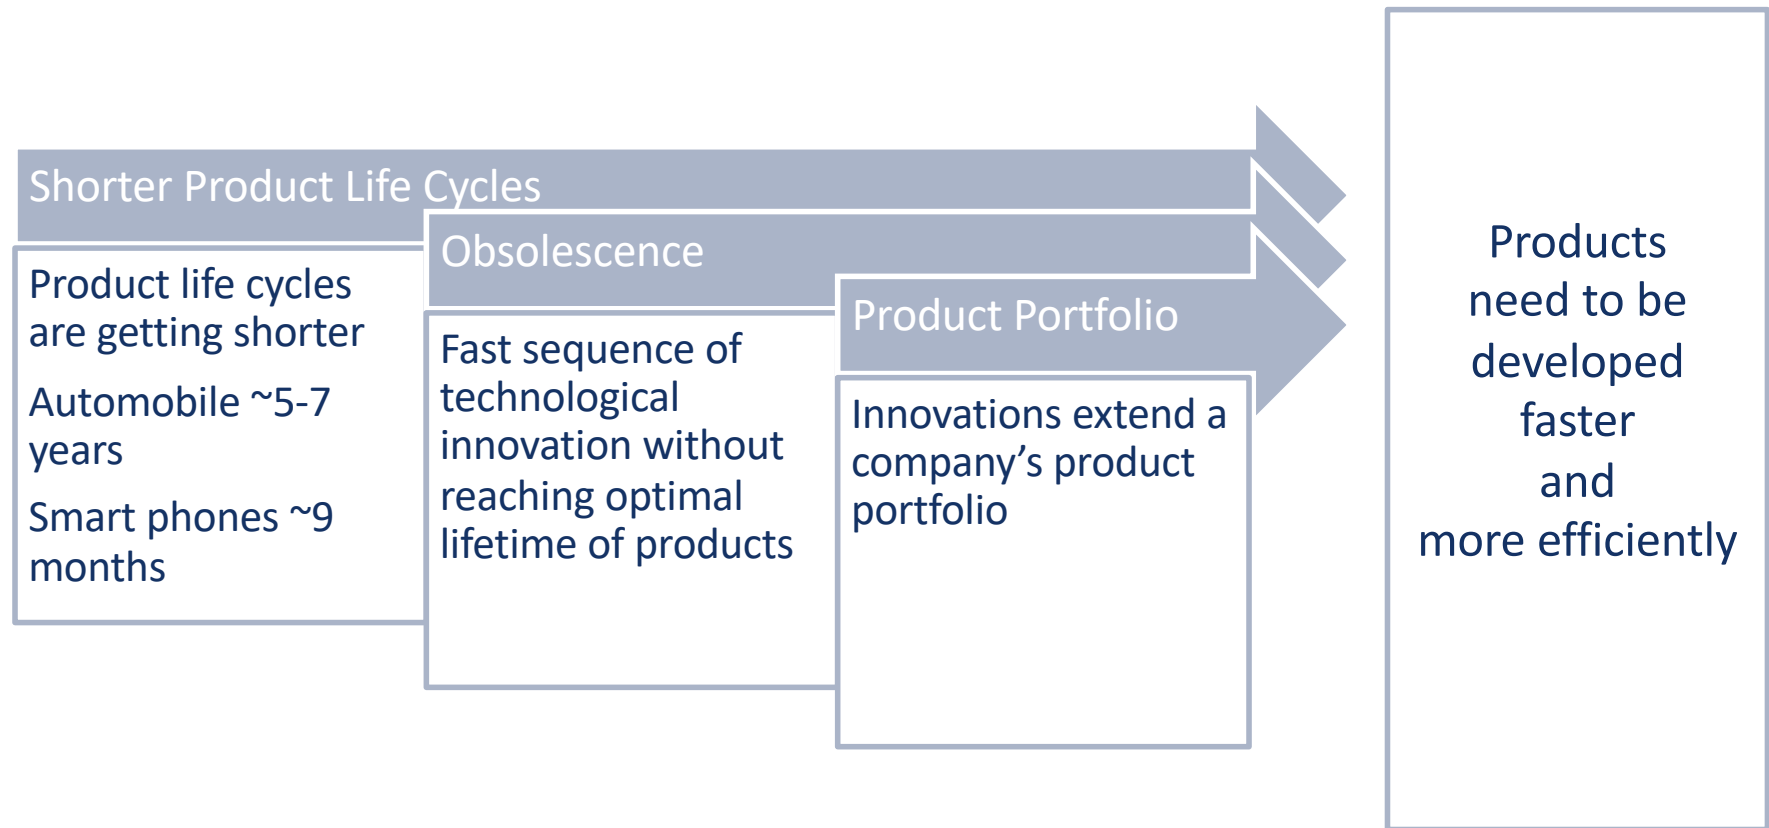 Shorter Product Life Cycles
Product life cycles
are getting shorter
Automobile ~5-7
years
Smart phones ~9
months
Obsolescence
Fast sequence of
technological
innovation without
reaching optimal
lifetime of products
Product Portfolio
Innovations extend a
company’s product
portfolio
Products
need to be
developed
faster
and
more efficiently